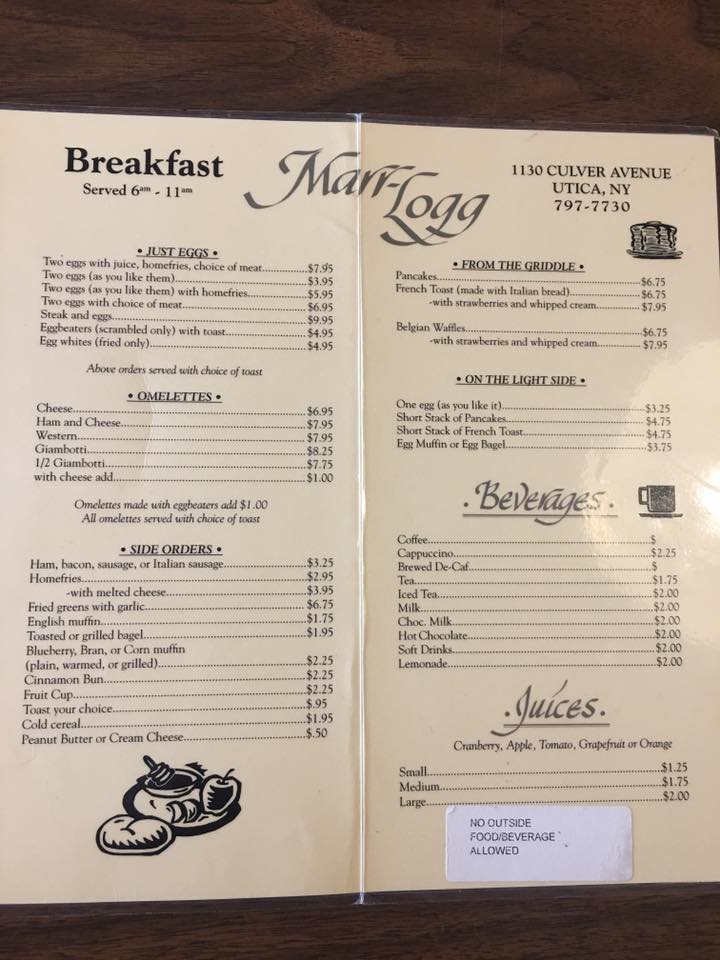 Breakfast
Served 6am - 11am
Marr-Logg
1130 CULVER AVENUE
UTICA, NY
797-7730
• JUST EGGS •
Two eggs with juice, homefries, choice of meat..............$7.95
Two eggs (as you like them)..............$3.95
Two eggs (as you like them) with homefries..............$5.95
Two eggs with choice of meat..............$6.95
Steak and eggs..............$9.95
Eggbeaters (scrambled only) with toast..............$4.95
Egg whites (fried only)..............$4.95
Above orders served with choice of toast
• OMELETTES •
Cheese..............$6.95
Ham and Cheese..............$7.95
Western..............$7.95
Giambotti..............$8.25
1/2 Giambotti..............$7.75
with cheese add..............$1.00
Omelettes made with eggbeaters add $1.00
All omelettes served with choice of toast
• SIDE ORDERS •
Ham, bacon, sausage, or Italian sausage..............$3.25
Homefries..............$2.95
-with melted cheese..............$3.95
Fried greens with garlic..............$6.75
English muffin..............$1.75
Toasted or grilled bagel..............$1.95
Blueberry, Bran, or Corn muffin
(plain, warmed, or grilled)..............$2.25
Cinnamon Bun..............$2.25
Fruit Cup..............$2.25
Toast your choice..............$.95
Cold cereal..............$1.95
Peanut Butter or Cream Cheese..............$.50
• FROM THE GRIDDLE •
Pancakes..............$6.75
French Toast (made with Italian bread)..............$6.75
-with strawberries and whipped cream..............$7.95
Belgian Waffles..............$6.75
-with strawberries and whipped cream..............$7.95
• ON THE LIGHT SIDE •
One egg (as you like it)..............$3.25
Short Stack of Pancakes..............$4.75
Short Stack of French Toast..............$4.75
Egg Muffin or Egg Bagel..............$3.75
. Beverages .
Coffee..............$
Cappuccino..............$2.25
Brewed De-Caf..............$
Tea..............$1.75
Iced Tea..............$2.00
Milk..............$2.00
Choc. Milk..............$2.00
Hot Chocolate..............$2.00
Soft Drinks..............$2.00
Lemonade..............$2.00
. Juices .
Cranberry, Apple, Tomato, Grapefruit or Orange
Small..............$1.25
Medium..............$1.75
Large..............$2.00
NO OUTSIDE
FOOD/BEVERAGE
ALLOWED